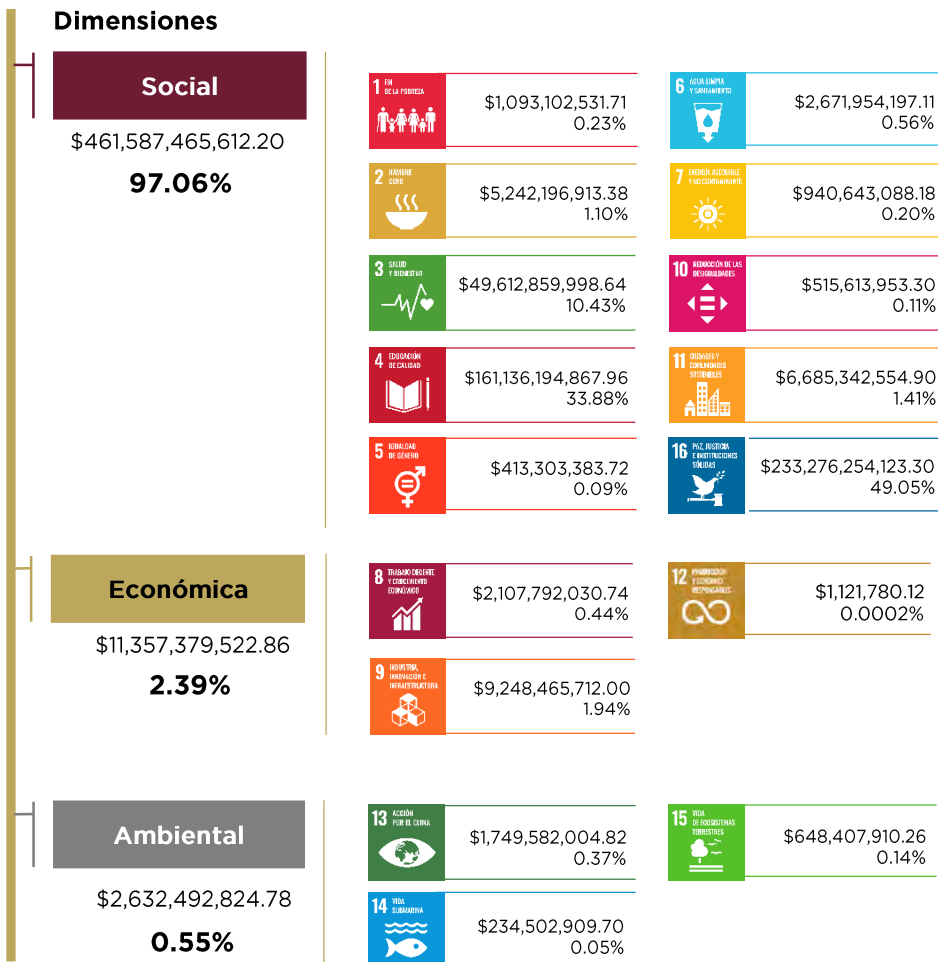 Dimensiones
Social
$461,587,465,612.20
97.06%
1 FIN
DE LA POBREZA
$1,093,102,531.71
0.23%
2 HAMBRE
CERO
$5,242,196,913.38
1.10%
3 SALUD
Y BIENESTAR
$49,612,859,998.64
10.43%
4 EDUCACIÓN
DE CALIDAD
$161,136,194,867.96
33.88%
5 IGUALDAD
DE GÉNERO
$413,303,383.72
0.09%
6 AGUA LIMPIA
Y SANEAMIENTO
$2,671,954,197.11
0.56%
7 ENERGÍA ASEQUIBLE
Y NO CONTAMINANTE
$940,643,088.18
0.20%
10 REDUCCIÓN DE LAS
DESIGUALDADES
$515,613,953.30
0.11%
11 CIUDADES Y
COMUNIDADES
SOSTENIBLES
$6,685,342,554.90
1.41%
16 PAZ, JUSTICIA
E INSTITUCIONES
SÓLIDAS
$233,276,254,123.30
49.05%
Económica
$11,357,379,522.86
2.39%
8 TRABAJO DECENTE
Y CRECIMIENTO
ECONÓMICO
$2,107,792,030.74
0.44%
9 INDUSTRIA,
INNOVACIÓN E
INFRAESTRUCTURA
$9,248,465,712.00
1.94%
12 PRODUCCIÓN
Y CONSUMO
RESPONSABLES
$1,121,780.12
0.0002%
Ambiental
$2,632,492,824.78
0.55%
13 ACCIÓN
POR EL CLIMA
$1,749,582,004.82
0.37%
14 VIDA
SUBMARINA
$234,502,909.70
0.05%
15 VIDA
DE ECOSISTEMAS
TERRESTRES
$648,407,910.26
0.14%